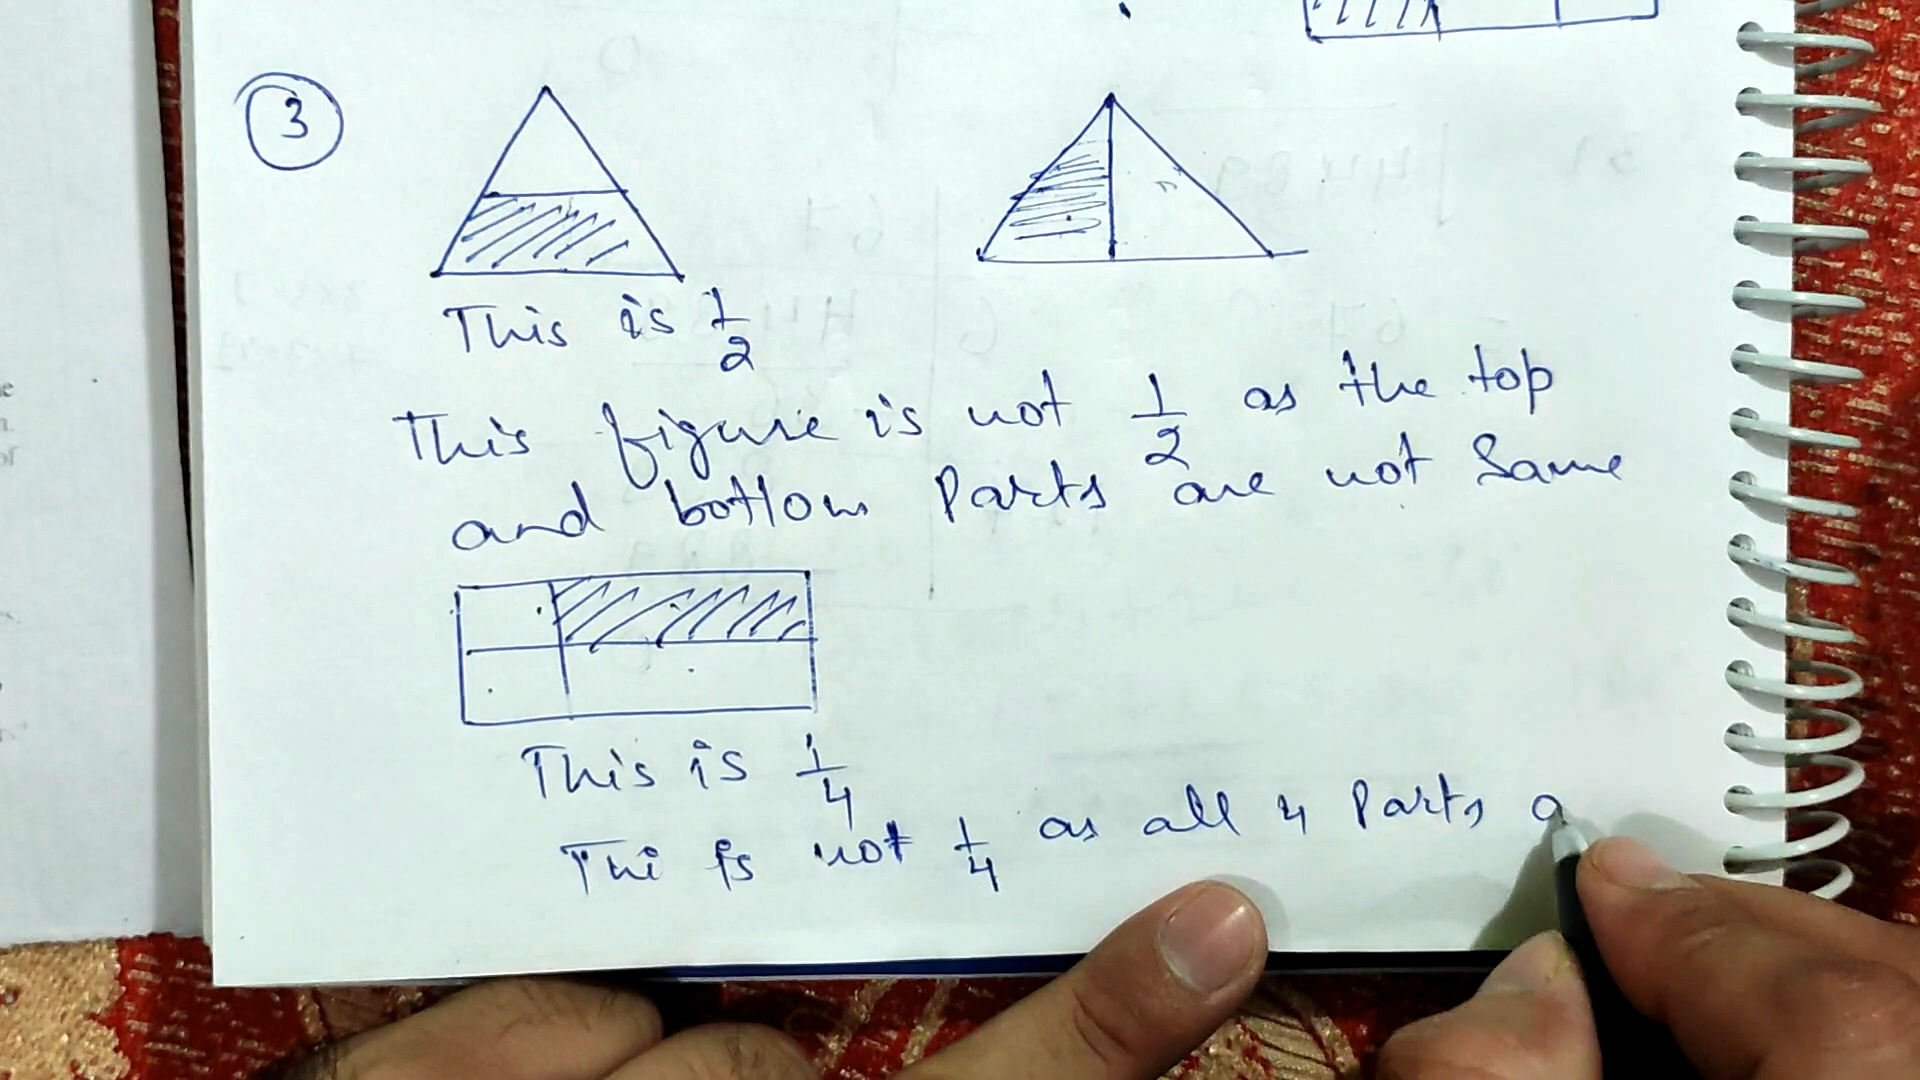 3
This is 1/2
This figure is not 1/2 as the top
and bottom Parts are not Same
This is 1/4
Thi is not 1/4 as all 4 Parts a